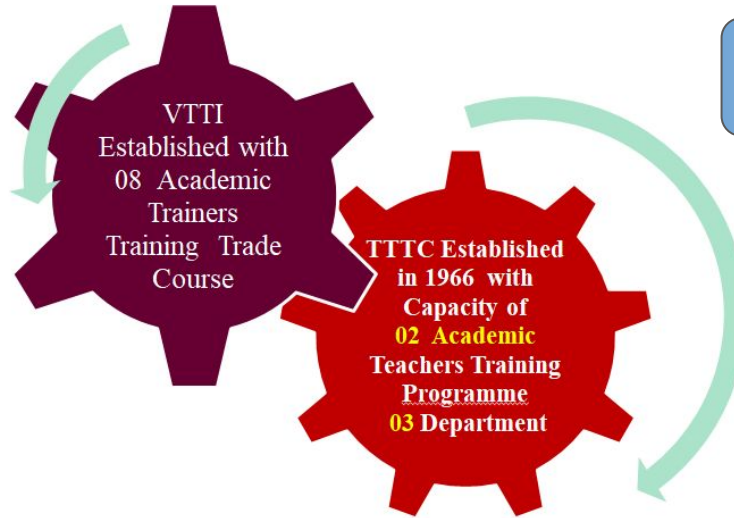 VTTI
Established with
08 Academic
Trainers
Training Trade
Course
TTTC Established
in 1966 with
Capacity of
02 Academic
Teachers Training
Programme
03 Department